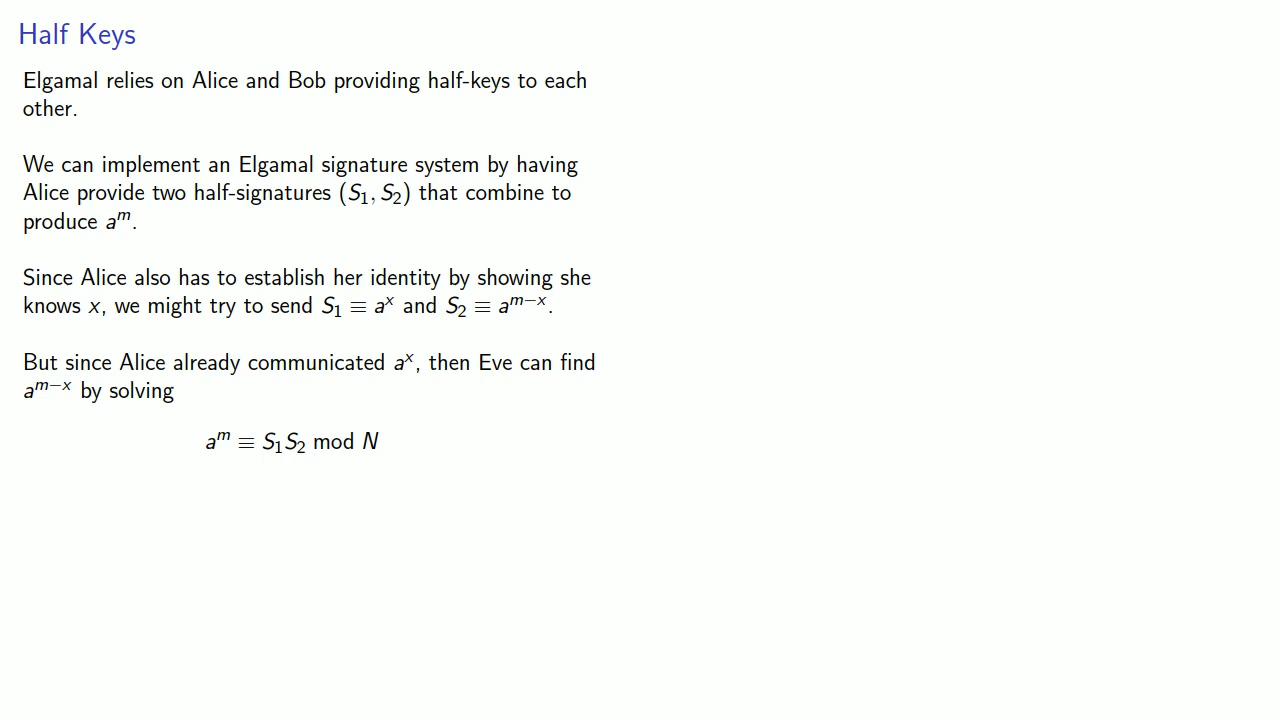 Half Keys
Elgamal relies on Alice and Bob providing half-keys to each
other.
We can implement an Elgamal signature system by having
Alice provide two half-signatures (S₁, S₂) that combine to
produce aᵐ.
Since Alice also has to establish her identity by showing she
knows x, we might try to send S₁ ≡ aˣ and S₂ ≡ aᵐ⁻ˣ.
But since Alice already communicated aˣ, then Eve can find
aᵐ⁻ˣ by solving
aᵐ ≡ S₁S₂ mod N